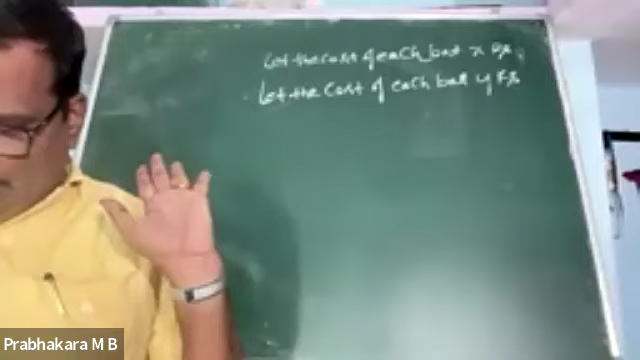 Let the cost of each bat x Rs,
Let the cost of each ball y Rs
Prabhakara M B